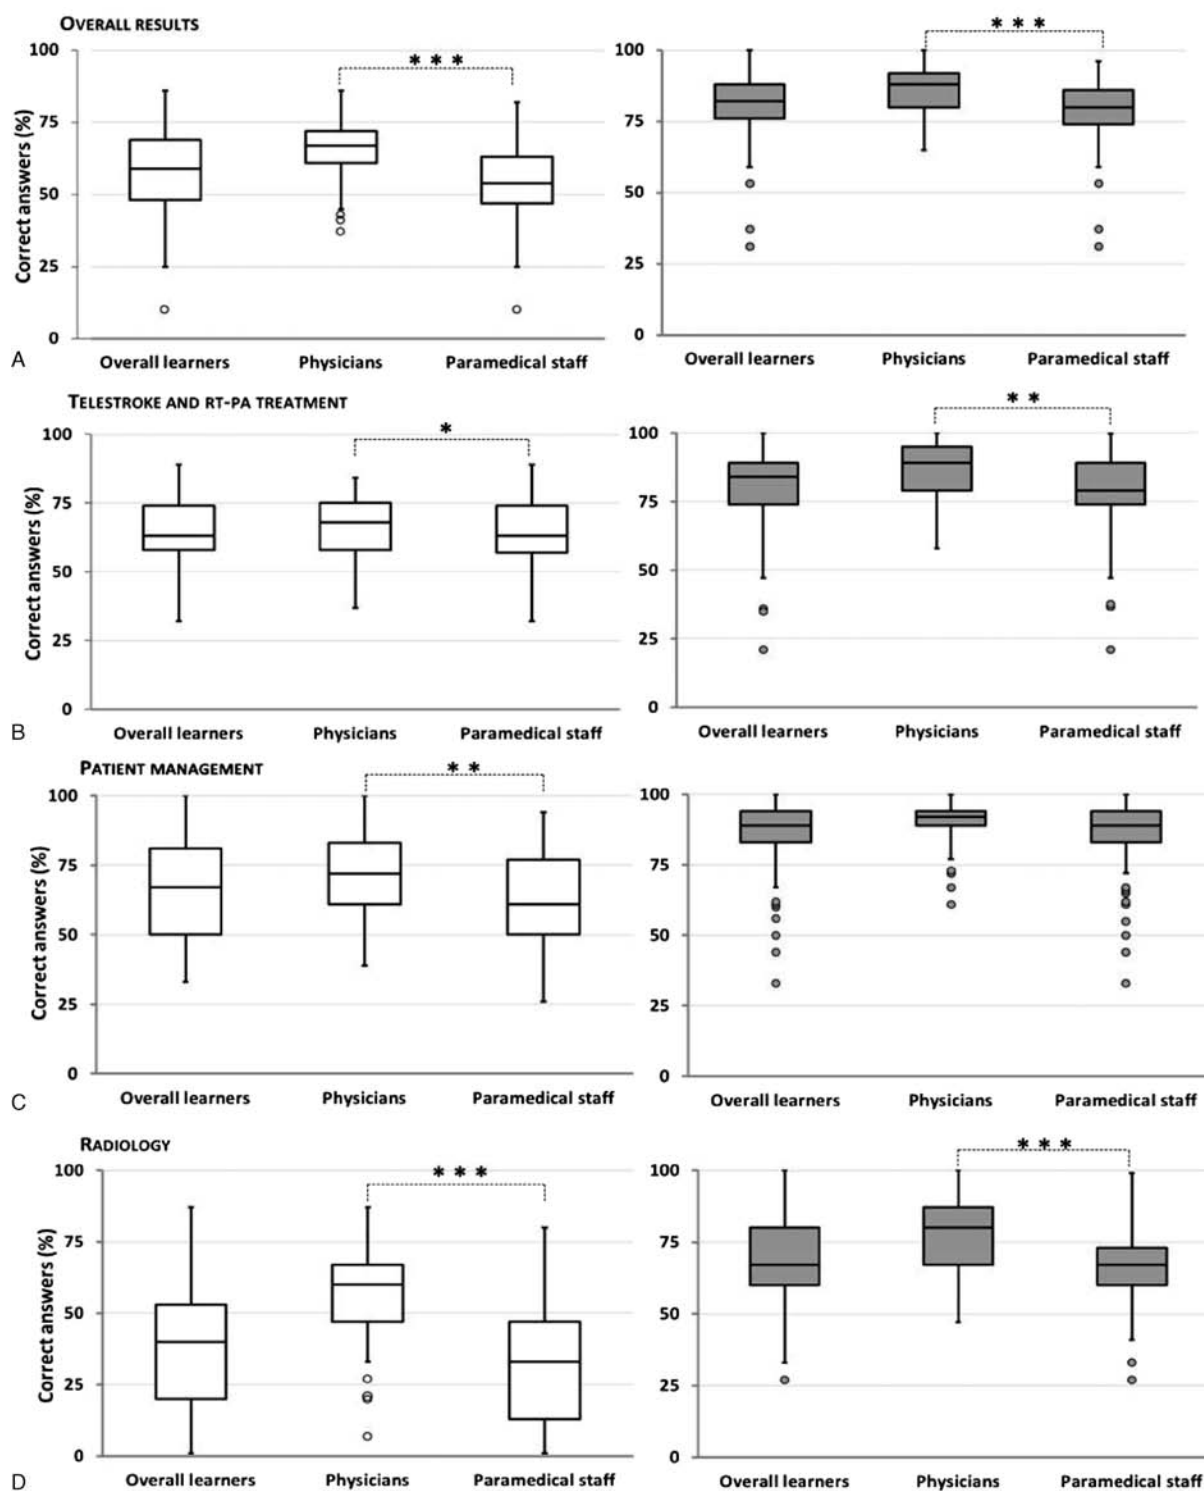 OVERALL RESULTS
* * *
* * *
100
75
50
25
0
Correct answers (%)
100
75
50
25
0
A
Overall learners Physicians Paramedical staff
Overall learners Physicians Paramedical staff
TELESTROKE AND RT-PA TREATMENT
*
* *
100
75
50
25
0
Correct answers (%)
100
75
50
25
0
B
Overall learners Physicians Paramedical staff
Overall learners Physicians Paramedical staff
PATIENT MANAGEMENT
* *
100
75
50
25
0
Correct answers (%)
100
75
50
25
0
C
Overall learners Physicians Paramedical staff
Overall learners Physicians Paramedical staff
RADIOLOGY
* * *
* * *
100
75
50
25
0
Correct answers (%)
100
75
50
25
0
D
Overall learners Physicians Paramedical staff
Overall learners Physicians Paramedical staff